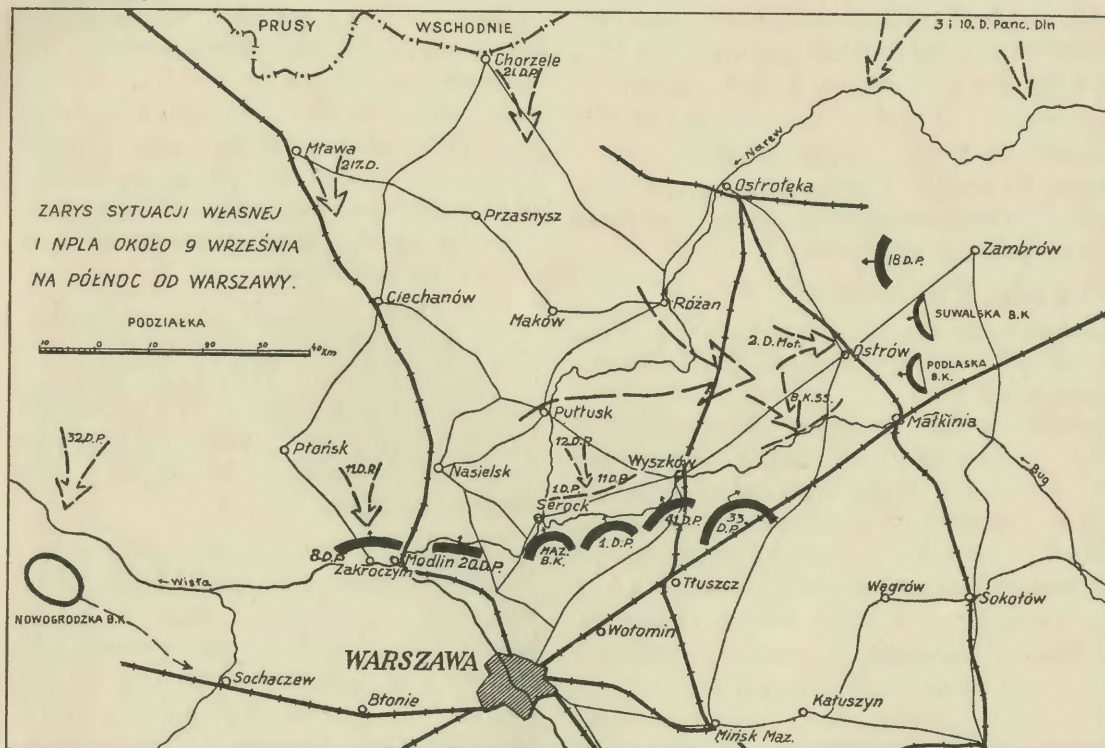 PRUSY
WSCHODNIE
3 i 10. D. Panc. Dln
Chorzele
21. D.P.
Narew
Mława
217. D.
Ostrołęka
ZARYS SYTUACJI WŁASNEJ
I NPLA OKOŁO 9 WRZEŚNIA
NA PÓŁNOC OD WARSZAWY.
Przasnysz
Zambrów
18 D.P.
PODZIAŁKA
10 0 10 20 30 40 Km
Ciechanów
Maków
Różan
SUWALSKA B.K
2. D. Mot.
Ostrów
PODLASKA
B.K.
B.K.SS.
Pułtusk
Małkinia
32 D.P.
Płońsk
11 D.P.
Nasielsk
12 D.P.
Wyszków
1 D.P.
11 D.P.
Bug
Serock
8 D.P.
Zakroczym
Modlin
20 D.P.
MAZ.
B.K.
1. D.P.
41 D.P.
33
D.P.
Wisła
Tłuszcz
Węgrów
Sokołów
NOWOGRODZKA B.K
Wołomin
WARSZAWA
Sochaczew
Błonie
Kałuszyn
Mińsk Maz.